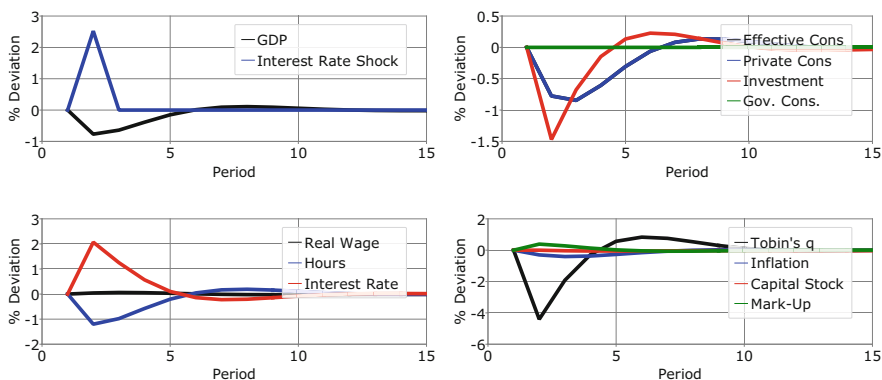 3
2
1
0
-1
% Deviation
GDP
Interest Rate Shock
0 5 10 15
Period
0.5
0
-0.5
-1
-1.5
% Deviation
Effective Cons
Private Cons
Investment
Gov. Cons.
0 5 10 15
Period
3
2
1
0
-1
-2
% Deviation
Real Wage
Hours
Interest Rate
0 5 10 15
Period
2
0
-2
-4
-6
% Deviation
Tobin's q
Inflation
Capital Stock
Mark-Up
0 5 10 15
Period